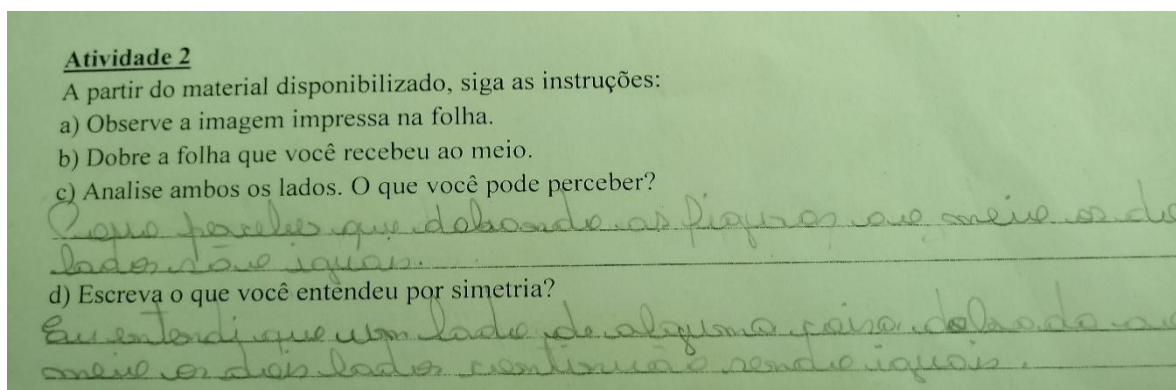 Atividade 2
A partir do material disponibilizado, siga as instruções:
a) Observe a imagem impressa na folha.
b) Dobre a folha que você recebeu ao meio.
c) Analise ambos os lados. O que você pode perceber?
perceber que dobrando as figuras ao meio os
lados são iguais.
d) Escreva o que você entendeu por simetria?
Eu entendi que um lado de alguma coisa dobrado ao
meio os dois lados continuão sendo iguais.